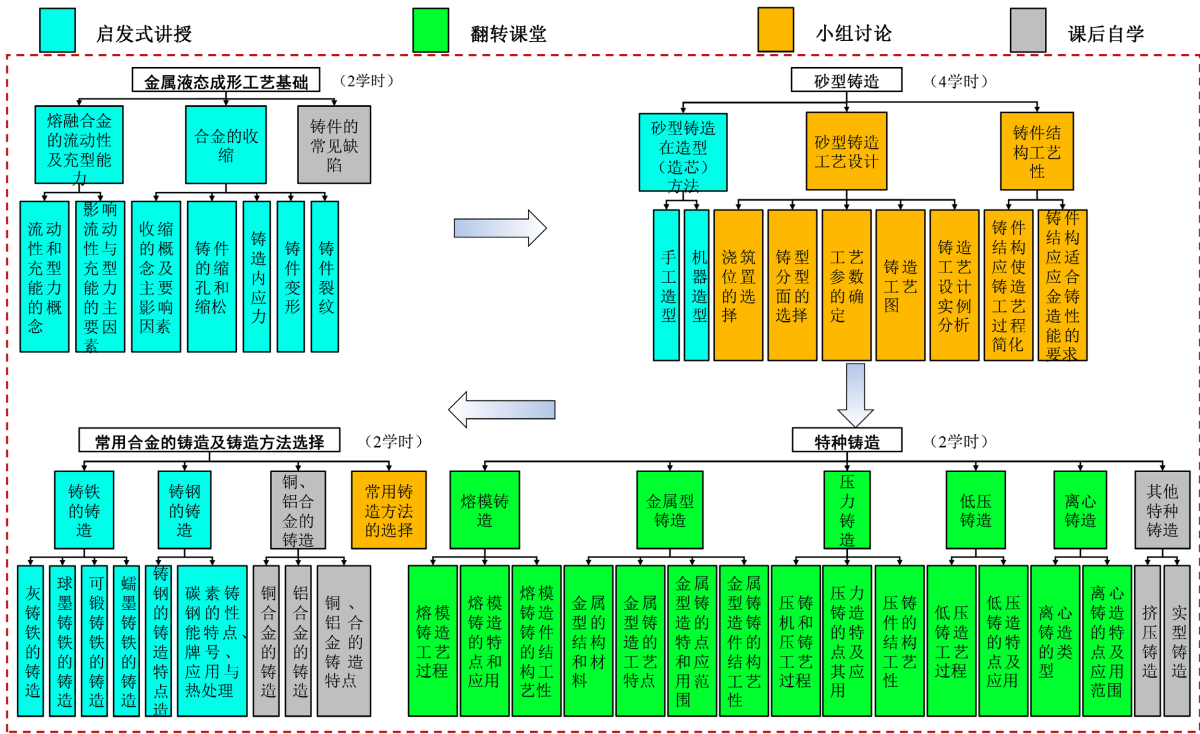 启发式讲授
翻转课堂
小组讨论
课后自学
金属液态成形工艺基础
（2学时）
熔融合金
的流动性
及充型能
力
合金的收
缩
铸件的
常见缺
陷
流动
性和
充型
能力
的概
念
影响
流动
性与
充型
能力
的主
要因
素
收缩
的概
念及
主要
影响
因素
铸件
的缩
孔和
缩松
铸造内应力
铸件变形
铸件裂纹
砂型铸造
（4学时）
砂型铸造
在造型
（造芯）
方法
砂型铸造
工艺设计
铸件结
构工艺
性
手工造型
机器造型
浇筑
位置
的选
择
铸型
分型
面的
选择
工艺
参数
的确
定
铸造
工艺
图
铸造
工艺
设计
实例
分析
铸件
结构
应使
铸造
工艺
过程
简化
铸件
结构
应适
应合
金铸
造性
能的
要求
常用合金的铸造及铸造方法选择
（2学时）
铸铁
的铸造
铸钢
的铸造
铜、
铝合
金的
铸造
常用铸
造方法
的选择
灰铸铁的铸造
球墨铸铁的铸造
可锻铸铁的铸造
蠕墨铸铁的铸造
铸钢的铸造特点造
碳素铸
钢的性
能特点、
牌号、
应用与
热处理
铜合金的铸造
铝合金的铸造
铜、
铝合
金的
铸造
特点
特种铸造
（2学时）
熔模铸
造
金属型
铸造
压力铸造
低压
铸造
离心
铸造
其他
特种
铸造
熔模
铸造
工艺
过程
熔模
铸造
的特
点和
应用
熔模
铸造
铸件
的结
构工
艺性
金属
型的
结构
和材
料
金属
型铸
造的
工艺
特点
金属
型铸
造的
特点
和应
用范
围
金属
型铸
造铸
件的
结构
工艺
性
压铸
机和
压铸
工艺
过程
压力
铸造
的特
点及
其应
用
压铸
件的
结构
工艺
性
低压
铸造
工艺
过程
低压
铸造
的特
点及
应用
离心
铸造
的类
型
离心
铸造
的特
点及
应用
范围
挤压铸造
实型铸造